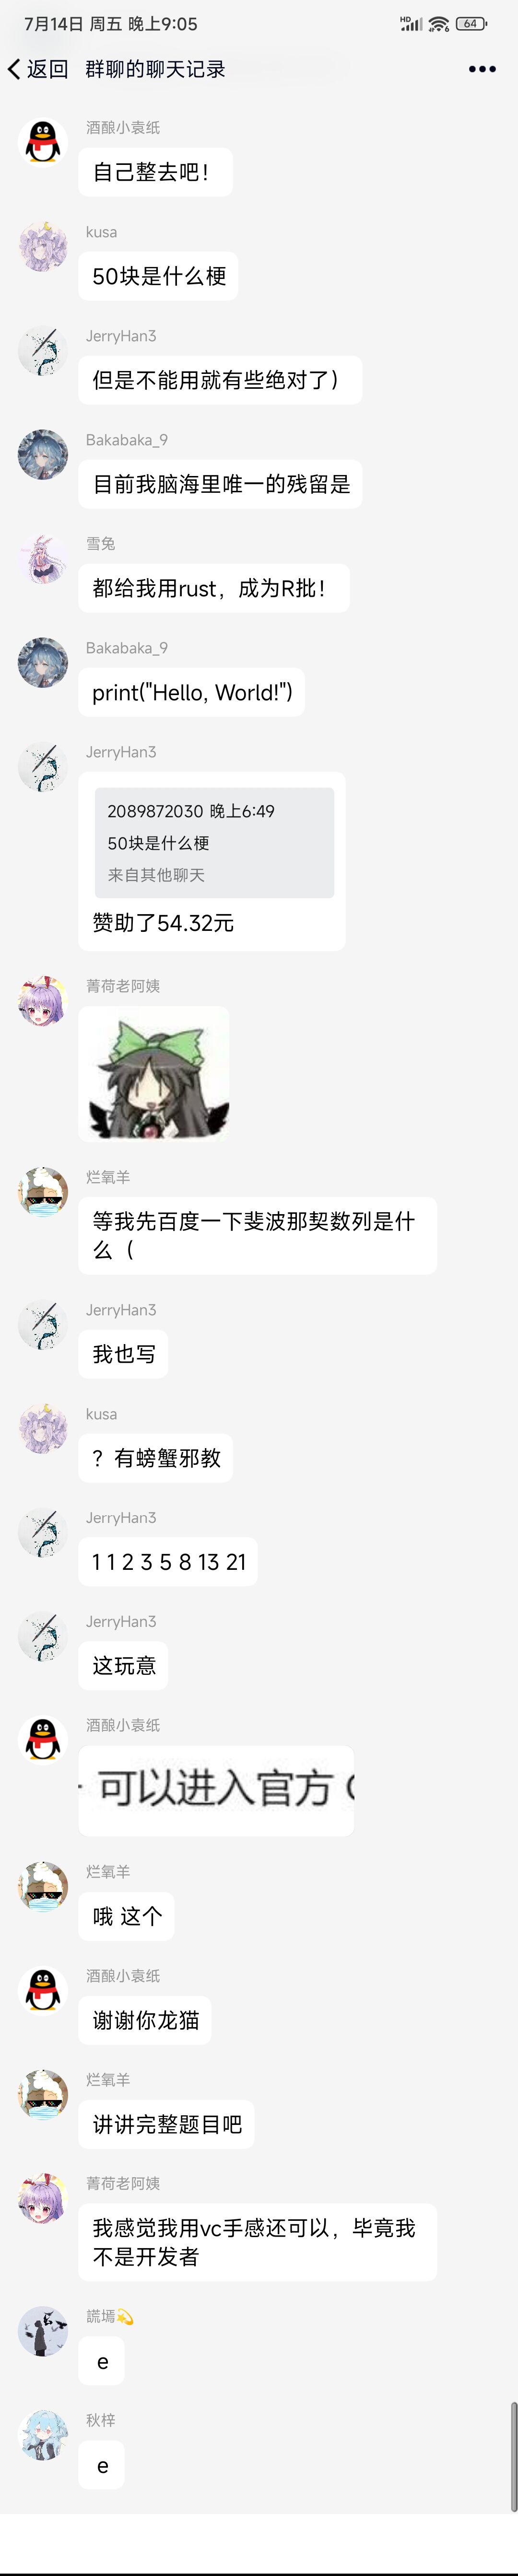 7月14日 周五 晚上9:05
HD
6
64
返回 群聊的聊天记录
酒酿小袁纸
自己整去吧！
kusa
50块是什么梗
JerryHan3
但是不能用就有些绝对了）
Bakabaka_9
目前我脑海里唯一的残留是
雪兔
都给我用rust，成为R批！
Bakabaka_9
print("Hello, World!")
JerryHan3
2089872030 晚上6:49
50块是什么梗
来自其他聊天
赞助了54.32元
菁荷老阿姨
烂氧羊
等我先百度一下斐波那契数列是什
么（
JerryHan3
我也写
kusa
？有螃蟹邪教
JerryHan3
1 1 2 3 5 8 13 21
JerryHan3
这玩意
酒酿小袁纸
可以进入官方
烂氧羊
哦 这个
酒酿小袁纸
谢谢你龙猫
烂氧羊
讲讲完整题目吧
菁荷老阿姨
我感觉我用vc手感还可以，毕竟我
不是开发者
謊墕💫
e
秋梓
e